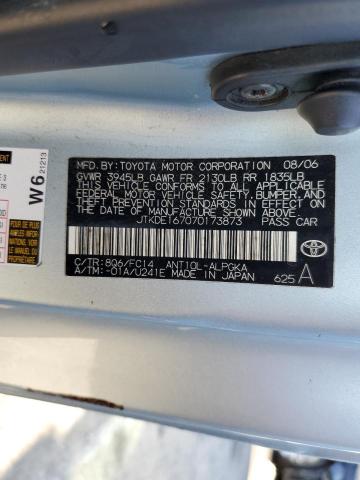 MFD.BY:TOYOTA MOTOR CORPORATION 08/06
GVWR 3945LB GAWR FR 2130LB RR 1835LB
THIS VEHICLE CONFORMS TO ALL APPLICABLE
FEDERAL MOTOR VEHICLE SAFETY, BUMPER, AND
THEFT PREVENTION STANDARDS IN EFFECT ON
THE DATE OF MANUFACTURE SHOWN ABOVE.
JTKDE167070173873 PASS CAR
C/TR:8Q6/FC14 ANT10L-ALPGKA
A/TM:-01A/U241E MADE IN JAPAN
625 A
W6 21213